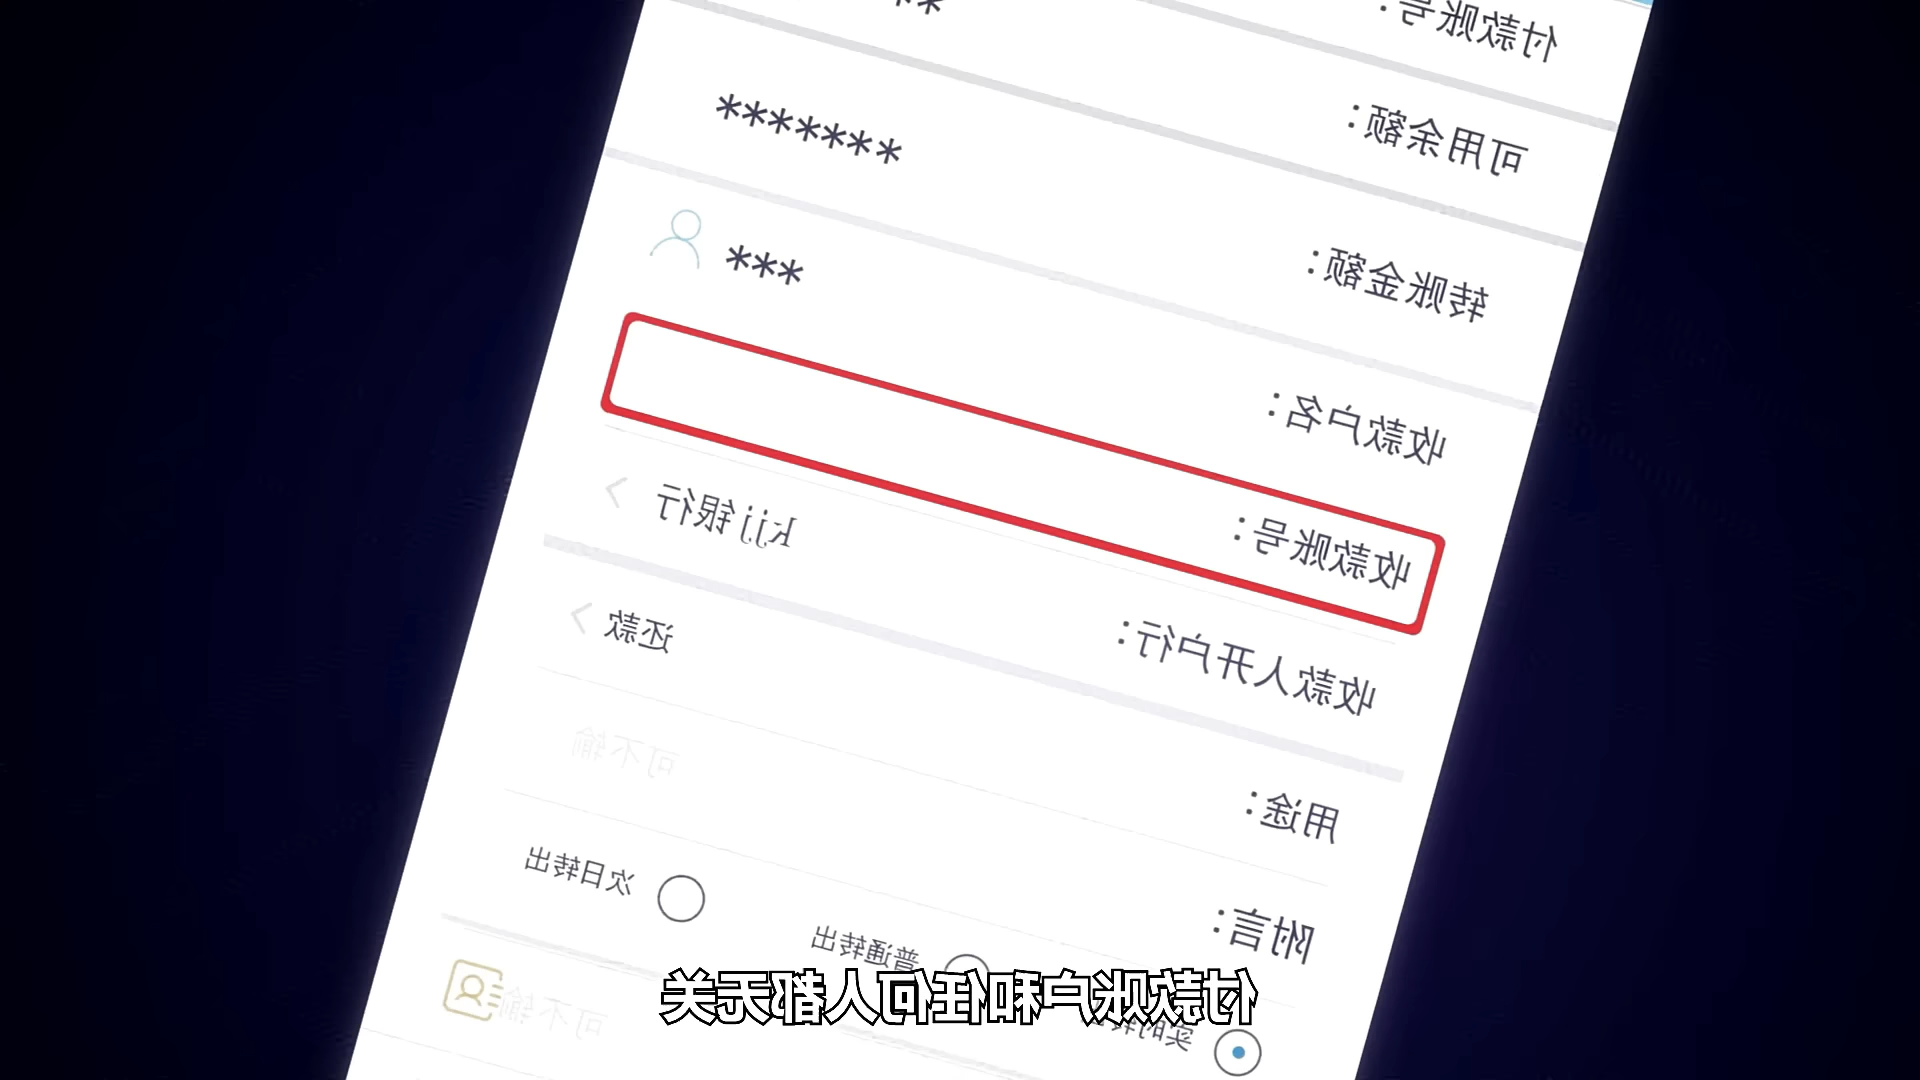 付款账号：
**
可用余额：
*******
转账金额：
***
收款户名：
收款账号：
收款人开户行：
kjj银行
用途：
还款
附言：
可不输
实时转出
普通转出
次日转出
可不输
付款账户和任何人都无关